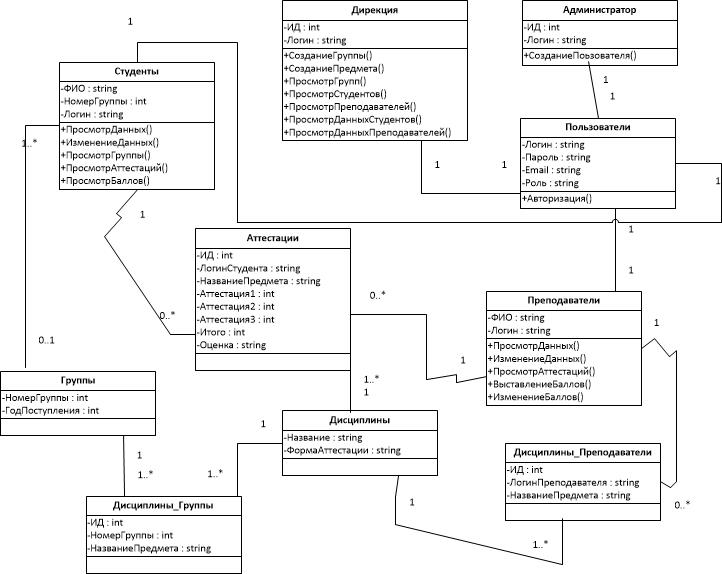 Дирекция
-ИД : int
-Логин : string
+СозданиеГруппы()
+СозданиеПредмета()
+ПросмотрГрупп()
+ПросмотрСтудентов()
+ПросмотрПреподавателей()
+ПросмотрДанныхСтудентов()
+ПросмотрДанныхПреподавателей()
Администратор
-ИД : int
-Логин : string
+СозданиеПоьзователя()
1
1
1
Студенты
-ФИО : string
-НомерГруппы : int
-Логин : string
+ПросмотрДанных()
+ИзменениеДанных()
+ПросмотрГруппы()
+ПросмотрАттестаций()
+ПросмотрБаллов()
1..*
Пользователи
-Логин : string
-Пароль : string
-Email : string
-Роль : string
+Авторизация()
1
1
1
1
1
1
Аттестации
-ИД : int
-ЛогинСтудента : string
-НазваниеПредмета : string
-Аттестация1 : int
-Аттестация2 : int
-Аттестация3 : int
-Итого : int
-Оценка : string
0..*
0..*
Преподаватели
-ФИО : string
-Логин : string
+ПросмотрДанных()
+ИзменениеДанных()
+ПросмотрАттестаций()
+ВыставлениеБаллов()
+ИзменениеБаллов()
1
1
0..1
Группы
-НомерГруппы : int
-ГодПоступления : int
1..*
1
Дисциплины
-Название : string
-ФормаАттестации : string
1
1
1..*
1..*
Дисциплины_Преподаватели
-ИД : int
-ЛогинПреподавателя : string
-НазваниеПредмета : string
0..*
1
1..*
Дисциплины_Группы
-ИД : int
-НомерГруппы : int
-НазваниеПредмета : string